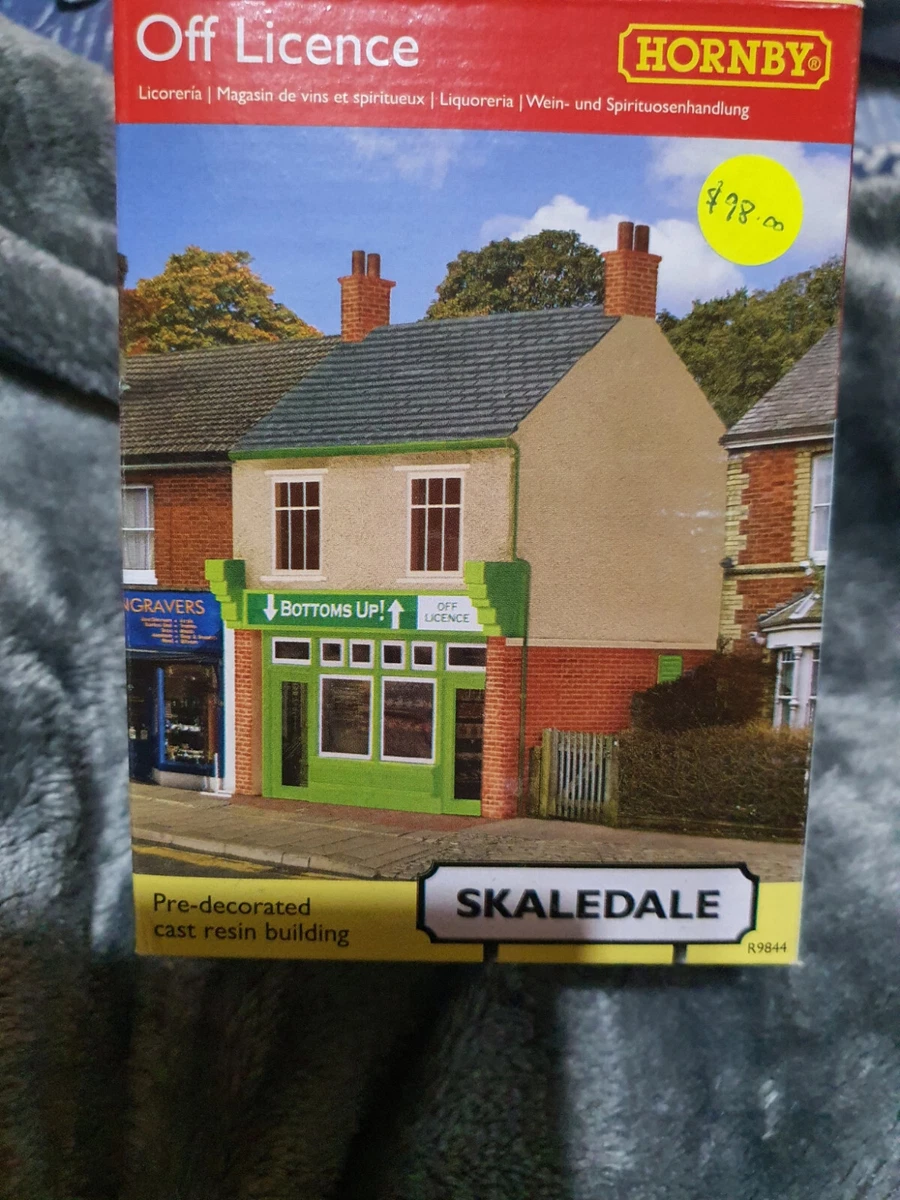 Off Licence
HORNBY®
Licorería | Magasin de vins et spiritueux | Liquoreria | Wein- und Spirituosenhandlung
$98.00
NGRAVERS
↓BOTTOMS UP!↑
OFF
LICENCE
Pre-decorated
cast resin building
SKALEDALE
R9844